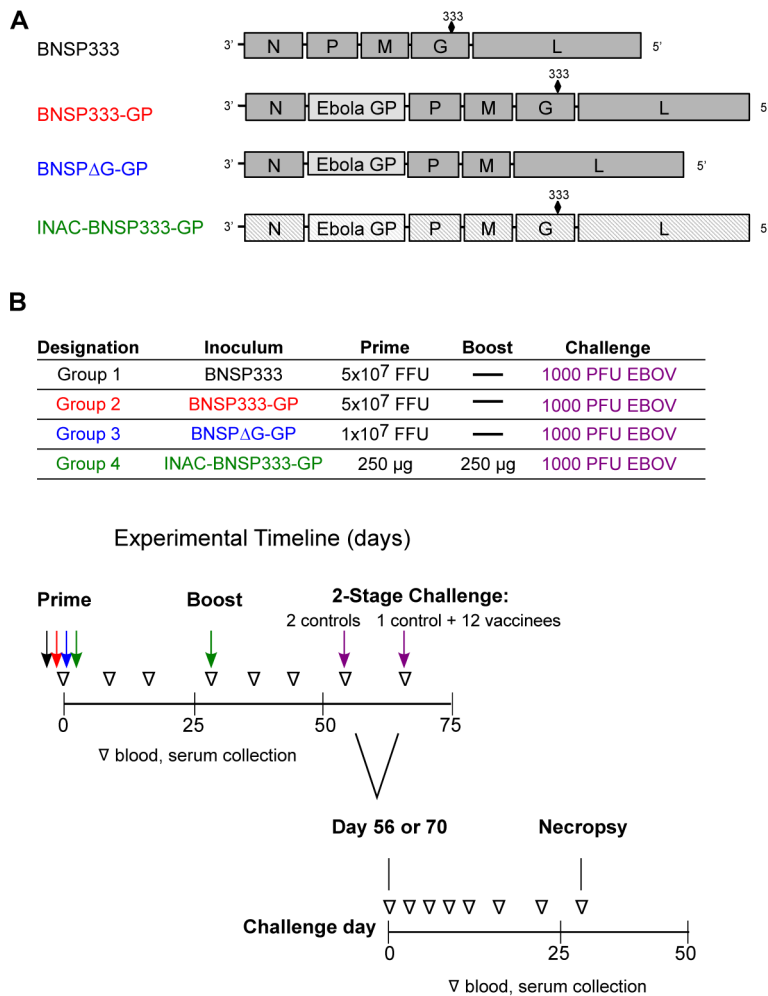 A
BNSP333 3’ N P M G L 5’
333
BNSP333-GP 3’ N Ebola GP P M G L 5
333
BNSPΔG-GP 3’ N Ebola GP P M L 5’
INAC-BNSP333-GP 3’ N Ebola GP P M G L 5
333
B
Designation Inoculum Prime Boost Challenge
Group 1 BNSP333 5x10⁷ FFU — 1000 PFU EBOV
Group 2 BNSP333-GP 5x10⁷ FFU — 1000 PFU EBOV
Group 3 BNSPΔG-GP 1x10⁷ FFU — 1000 PFU EBOV
Group 4 INAC-BNSP333-GP 250 µg 250 µg 1000 PFU EBOV
Experimental Timeline (days)
Prime Boost 2-Stage Challenge:
2 controls 1 control + 12 vaccinees
0 25 50 75
∇ blood, serum collection
Day 56 or 70 Necropsy
Challenge day
0 25 50
∇ blood, serum collection